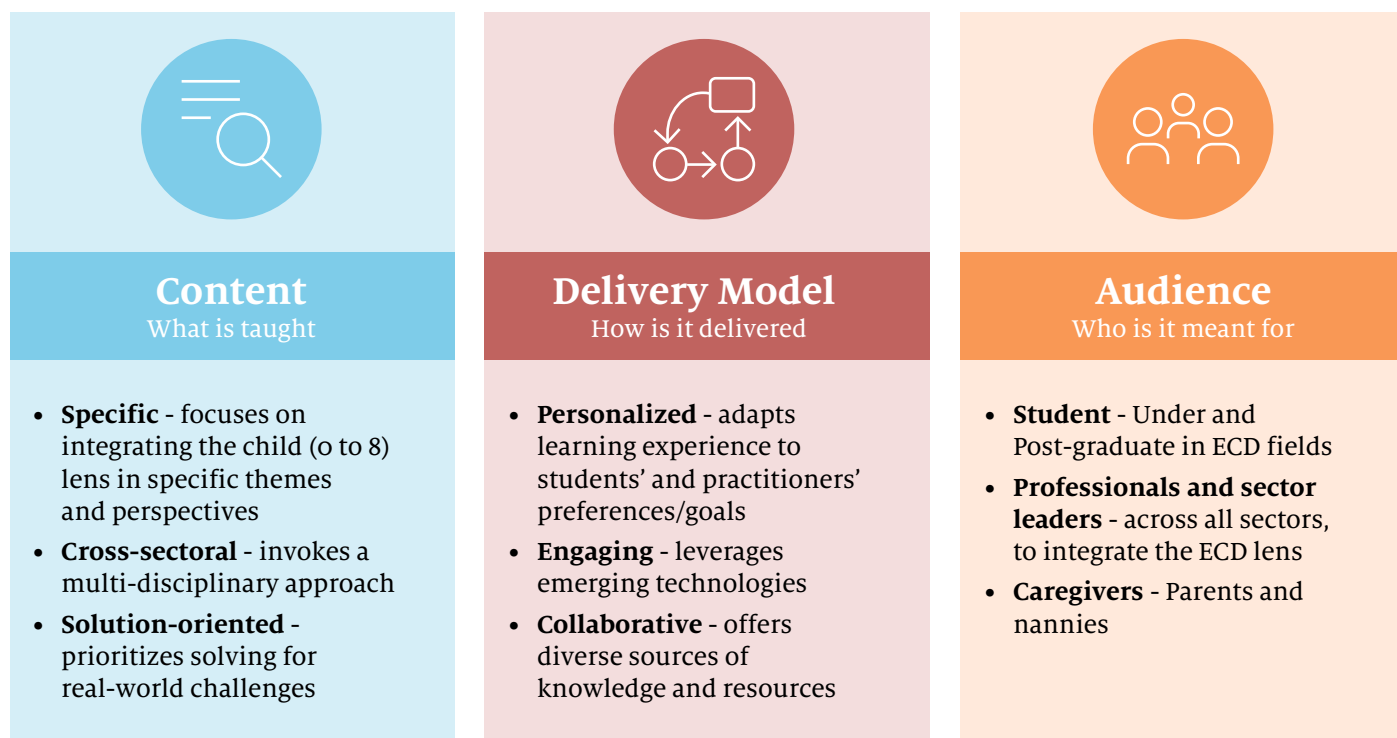 Content
What is taught
• Specific - focuses on
integrating the child (0 to 8)
lens in specific themes
and perspectives
• Cross-sectoral - invokes a
multi-disciplinary approach
• Solution-oriented -
prioritizes solving for
real-world challenges
Delivery Model
How is it delivered
• Personalized - adapts
learning experience to
students’ and practitioners’
preferences/goals
• Engaging - leverages
emerging technologies
• Collaborative - offers
diverse sources of
knowledge and resources
Audience
Who is it meant for
• Student - Under and
Post-graduate in ECD fields
• Professionals and sector
leaders - across all sectors,
to integrate the ECD lens
• Caregivers - Parents and
nannies